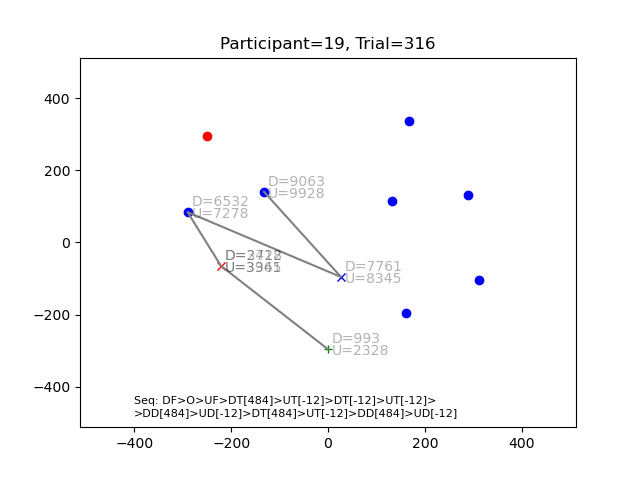 Participant=19, Trial=316
400
200
0
−200
−400
D=9063
U=9928
D=6532
U=7278
D=7761
U=8345
D=993
U=2328
Seq: DF>O>UF>DT[484]>UT[-12]>DT[-12]>UT[-12]>
>DD[484]>UD[-12]>DT[484]>UT[-12]>DD[484]>UD[-12]
−400
−200
0
200
400